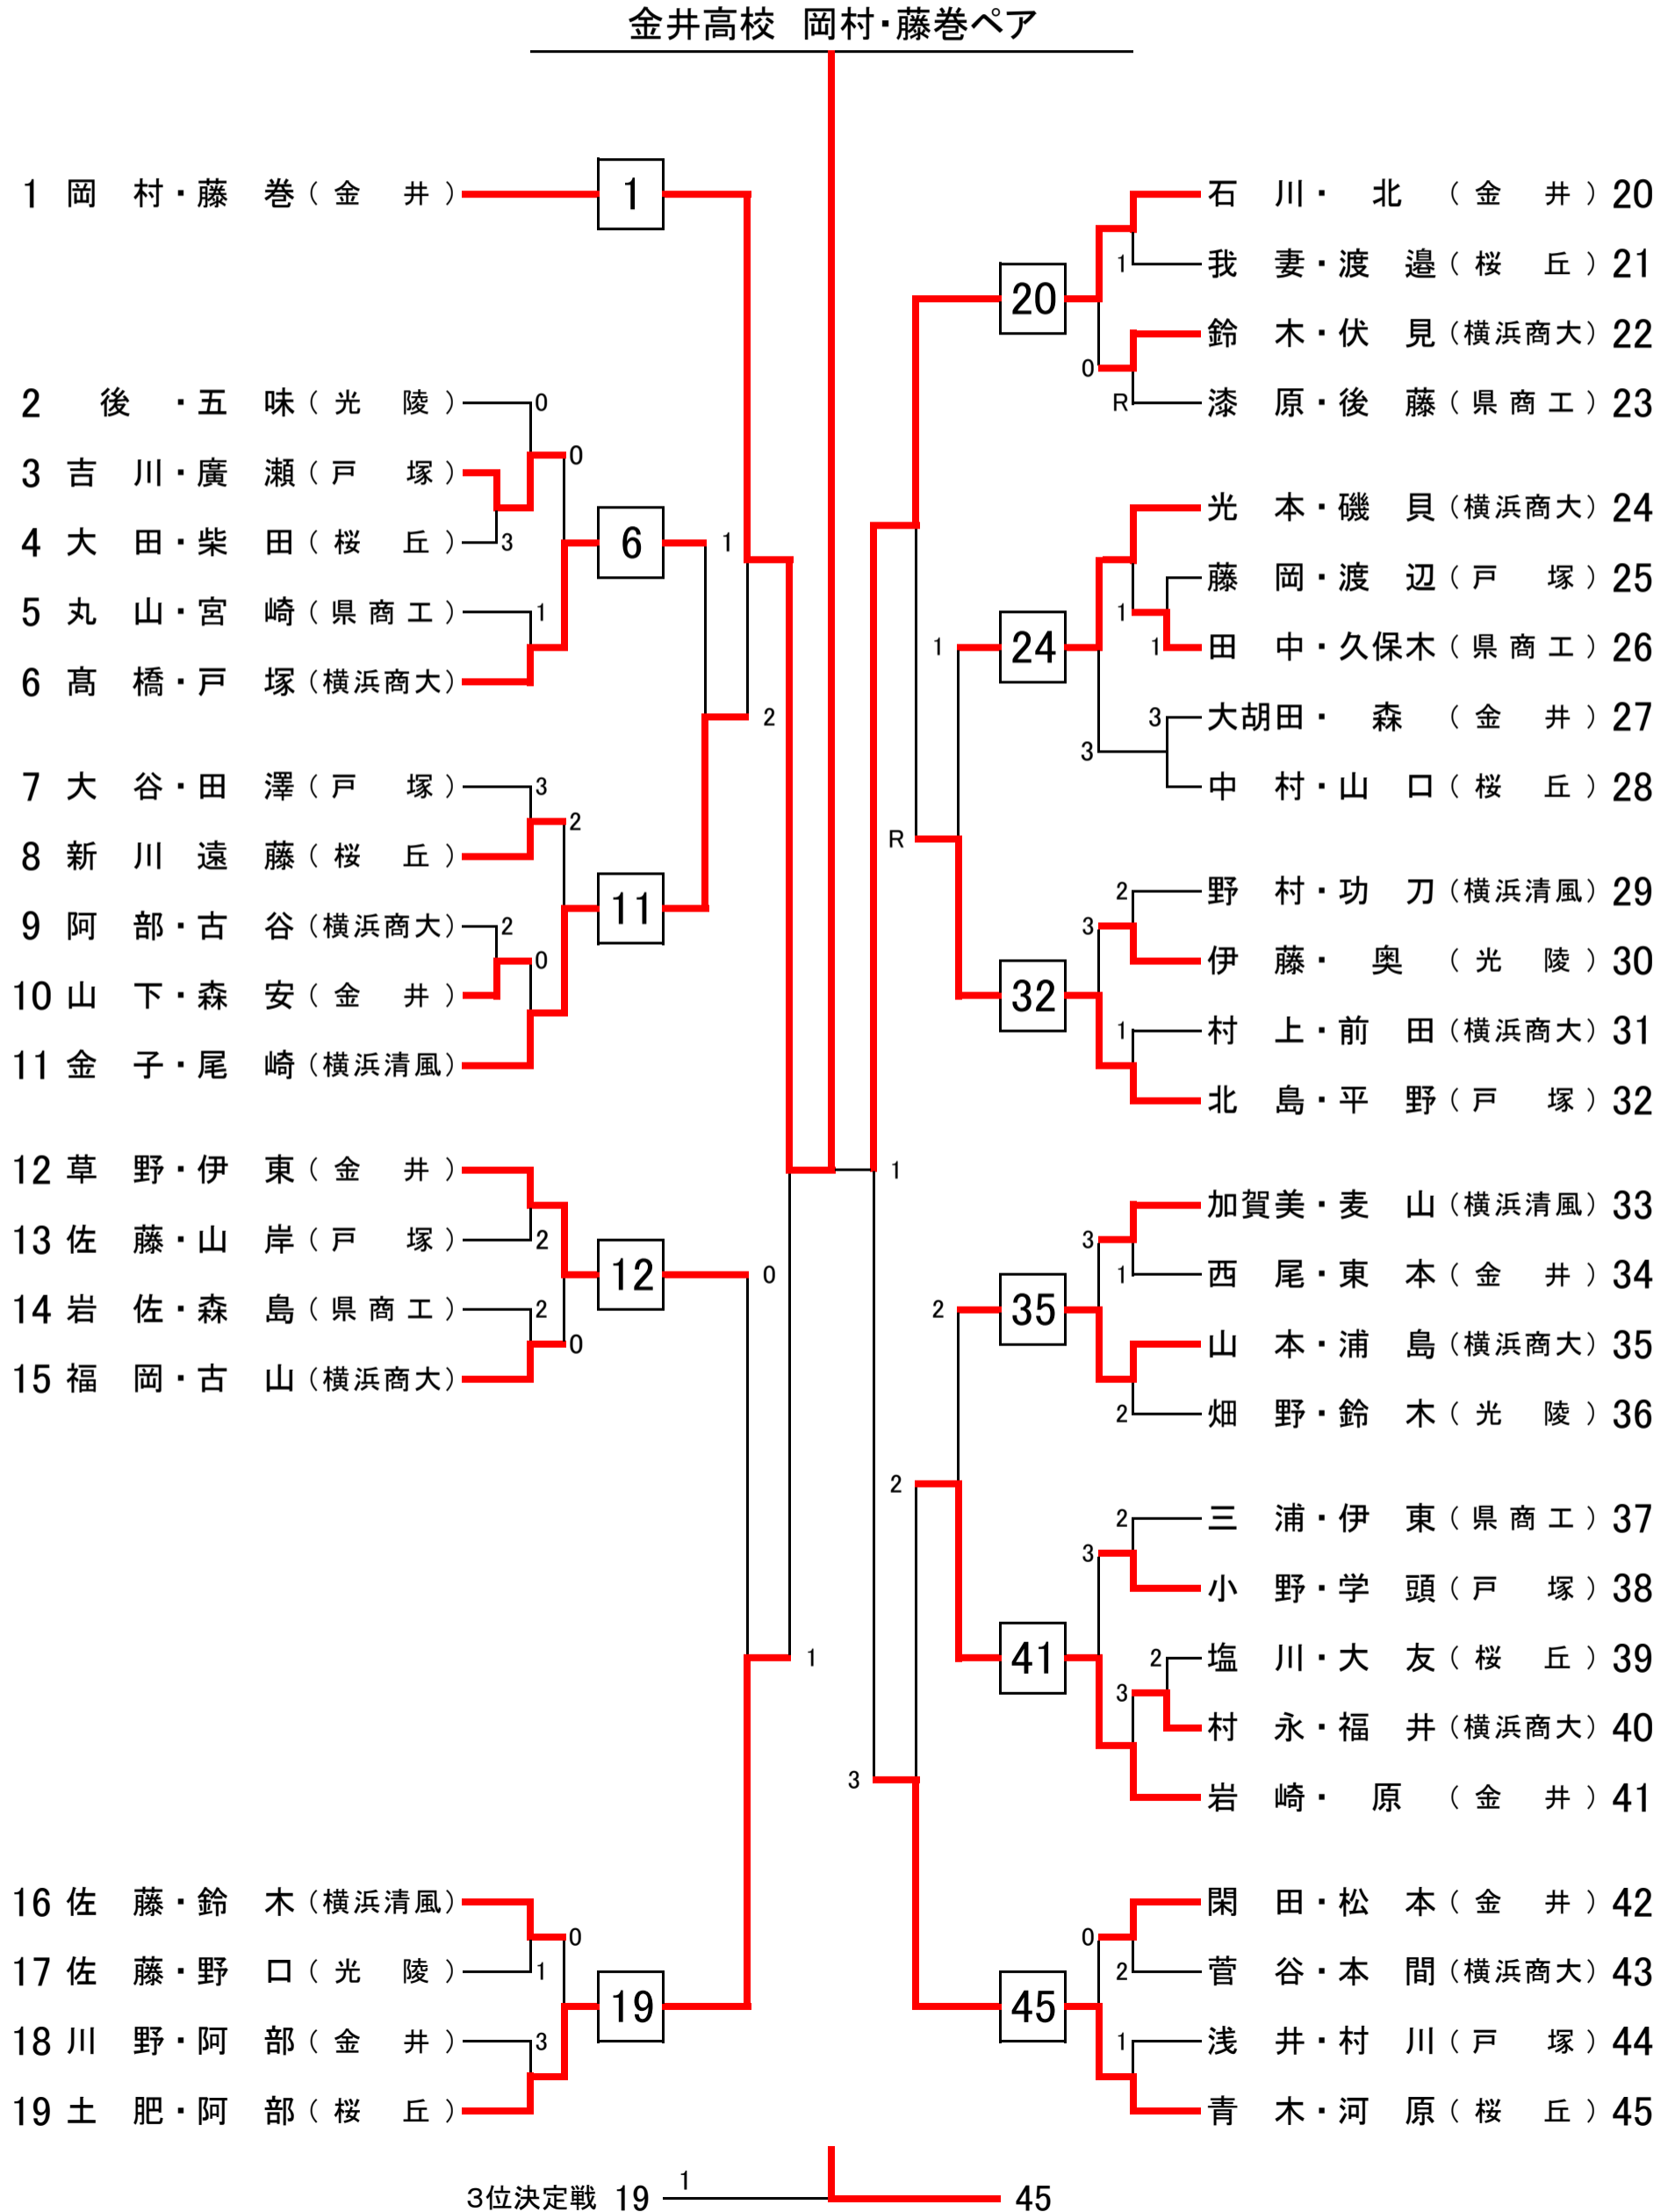 金井高校 岡村・藤巻ペア
1 岡 村・藤 巻（金 井）
1
2 後 ・五 味（光 陵）
0
3 吉 川・廣 瀬（戸 塚）
0
4 大 田・柴 田（桜 丘）
3
6
1
5 丸 山・宮 崎（県商工）
1
6 髙 橋・戸 塚（横浜商大）
2
7 大 谷・田 澤（戸 塚）
3
2
8 新 川 遠 藤（桜 丘）
11
9 阿 部・古 谷（横浜商大）
2
0
10 山 下・森 安（金 井）
11 金 子・尾 崎（横浜清風）
12 草 野・伊 東（金 井）
13 佐 藤・山 岸（戸 塚）
2
12
0
14 岩 佐・森 島（県商工）
2
0
15 福 岡・古 山（横浜商大）
1
16 佐 藤・鈴 木（横浜清風）
0
17 佐 藤・野 口（光 陵）
1
19
18 川 野・阿 部（金 井）
3
19 土 肥・阿 部（桜 丘）
石 川・ 北 （金 井）20
1
我 妻・渡 邉（桜 丘）21
20
鈴 木・伏 見（横浜商大）22
0
R
漆 原・後 藤（県商工）23
光 本・磯 貝（横浜商大）24
藤 岡・渡 辺（戸 塚）25
1
1
24
1
田 中・久保木（県商工）26
3
大胡田・ 森 （金 井）27
3
中 村・山 口（桜 丘）28
R
2
野 村・功 刀（横浜清風）29
3
伊 藤・ 奥 （光 陵）30
32
1
村 上・前 田（横浜商大）31
北 島・平 野（戸 塚）32
1
加賀美・麦 山（横浜清風）33
3
1
西 尾・東 本（金 井）34
2
35
山 本・浦 島（横浜商大）35
2
畑 野・鈴 木（光 陵）36
2
2
三 浦・伊 東（県商工）37
3
小 野・学 頭（戸 塚）38
41
2
塩 川・大 友（桜 丘）39
3
村 永・福 井（横浜商大）40
3
岩 崎・ 原 （金 井）41
閑 田・松 本（金 井）42
0
2
菅 谷・本 間（横浜商大）43
45
1
浅 井・村 川（戸 塚）44
青 木・河 原（桜 丘）45
3位決定戦 19 1 45